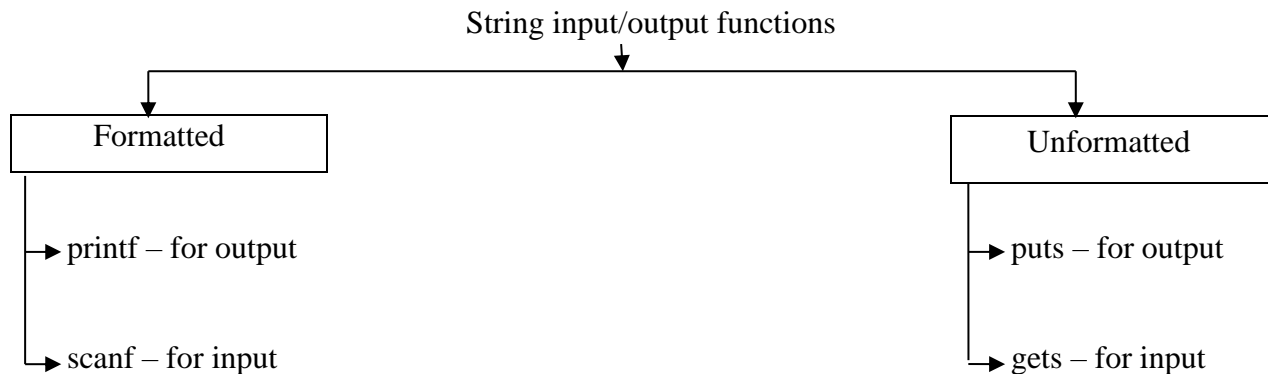 String input/output functions
Formatted
Unformatted
printf – for output
puts – for output
scanf – for input
gets – for input